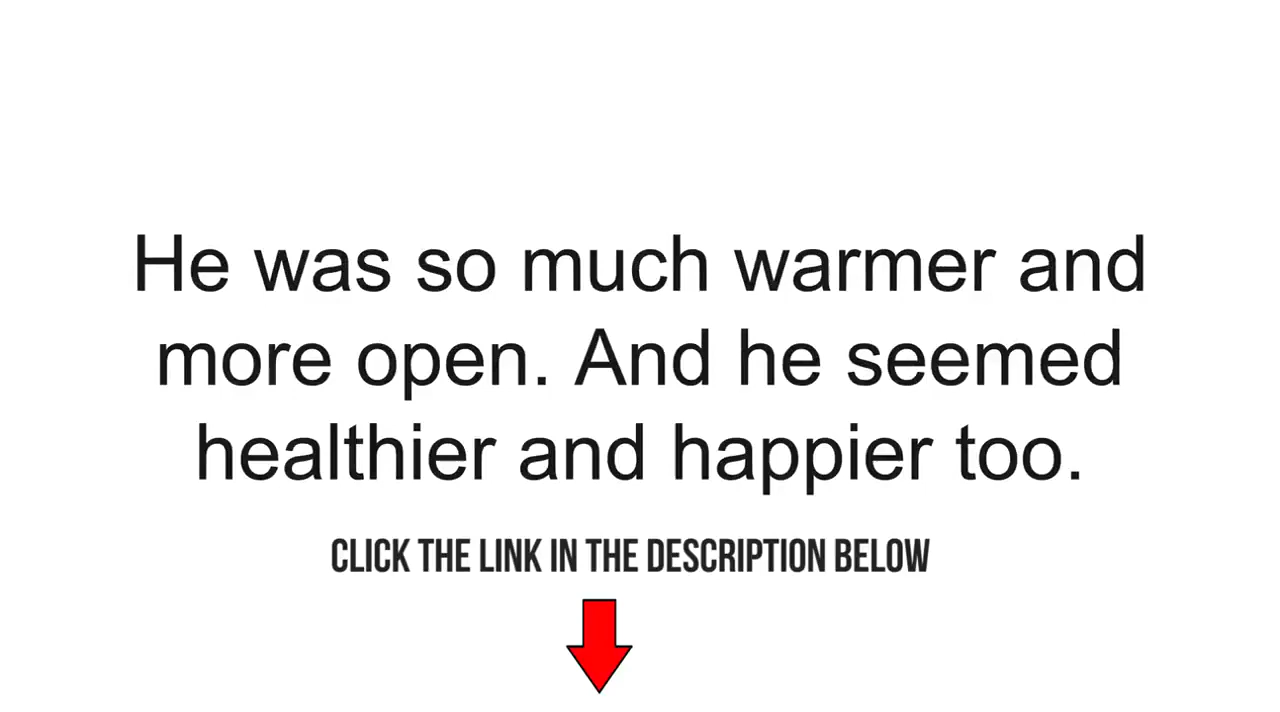 He was so much warmer and
more open. And he seemed
healthier and happier too.
CLICK THE LINK IN THE DESCRIPTION BELOW